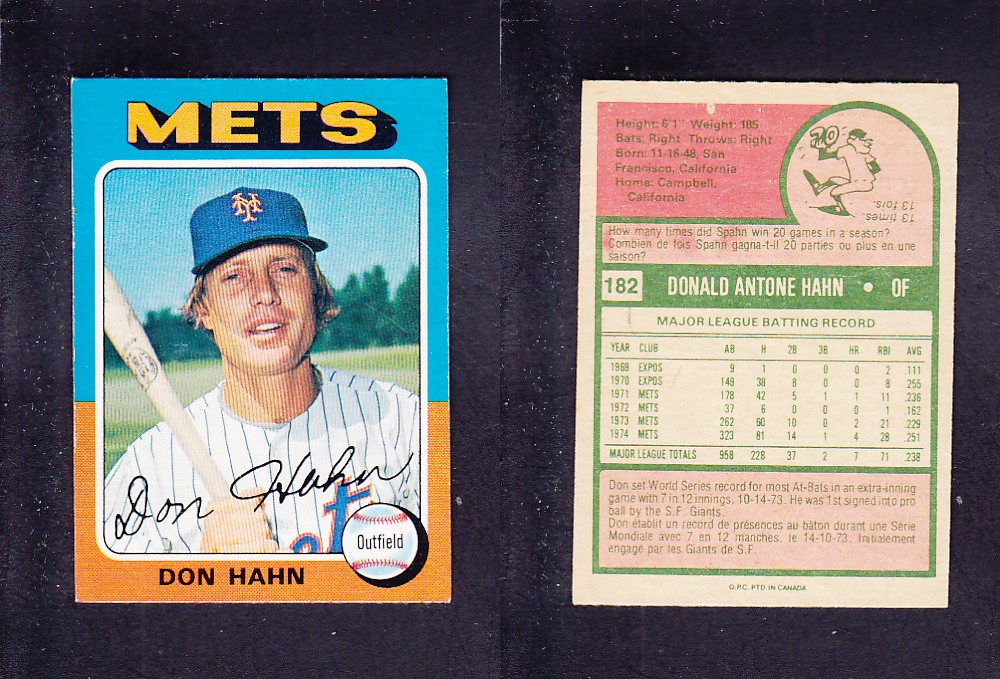 METS
NY
Don Hahn
Outfield
DON HAHN
Height: 6'1" Weight: 185
Bats: Right Throws: Right
Born: 11-16-48, San
Francisco, California
Home: Campbell,
California
20
13 times.
13 fois.
How many times did Spahn win 20 games in a season?
Combien de fois Spahn gagna-t-il 20 parties ou plus en une
saison?
182 DONALD ANTONE HAHN • OF
MAJOR LEAGUE BATTING RECORD
YEAR CLUB AB H 2B 3B HR RBI AVG
1969 EXPOS 9 1 0 0 0 2 .111
1970 EXPOS 149 38 8 0 0 8 .255
1971 METS 178 42 5 1 1 11 .236
1972 METS 37 6 0 0 0 1 .162
1973 METS 262 60 10 0 2 21 .229
1974 METS 323 81 14 1 4 28 .251
MAJOR LEAGUE TOTALS 958 228 37 2 7 71 .238
Don set World Series record for most At-Bats in an extra-inning
game with 7 in 12 innings. 10-14-73. He was 1st signed into pro
ball by the S.F. Giants.
Don établit un record de présences au bâton durant une Série
Mondiale avec 7 en 12 manches. le 14-10-73. Initialement
engagé par les Giants de S.F.
O.P.C. PTD. IN CANADA